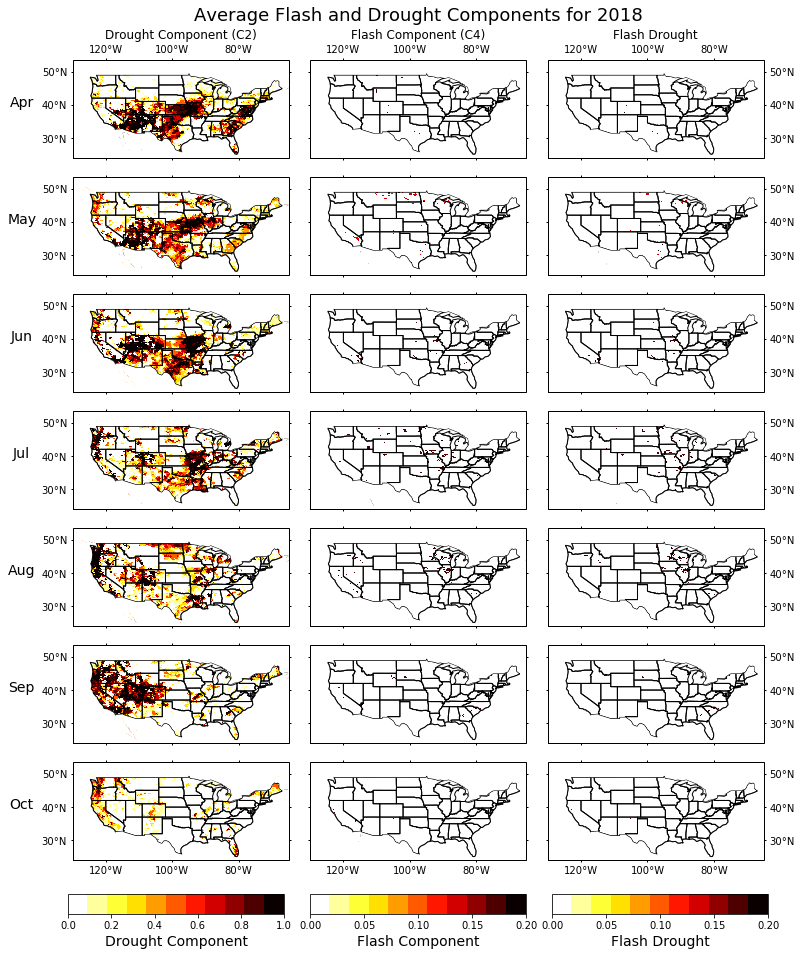 Average Flash and Drought Components for 2018
Drought Component (C2) Flash Component (C4) Flash Drought
120°W 100°W 80°W 120°W 100°W 80°W 120°W 100°W 80°W
50°N 50°N
Apr 40°N 40°N
30°N 30°N
50°N 50°N
May 40°N 40°N
30°N 30°N
50°N 50°N
Jun 40°N 40°N
30°N 30°N
50°N 50°N
Jul 40°N 40°N
30°N 30°N
50°N 50°N
Aug 40°N 40°N
30°N 30°N
50°N 50°N
Sep 40°N 40°N
30°N 30°N
50°N 50°N
Oct 40°N 40°N
30°N 30°N
120°W 100°W 80°W 120°W 100°W 80°W 120°W 100°W 80°W
0.0 0.2 0.4 0.6 0.8 1.0 0.00 0.05 0.10 0.15 0.20 0.00 0.05 0.10 0.15 0.20
Drought Component Flash Component Flash Drought